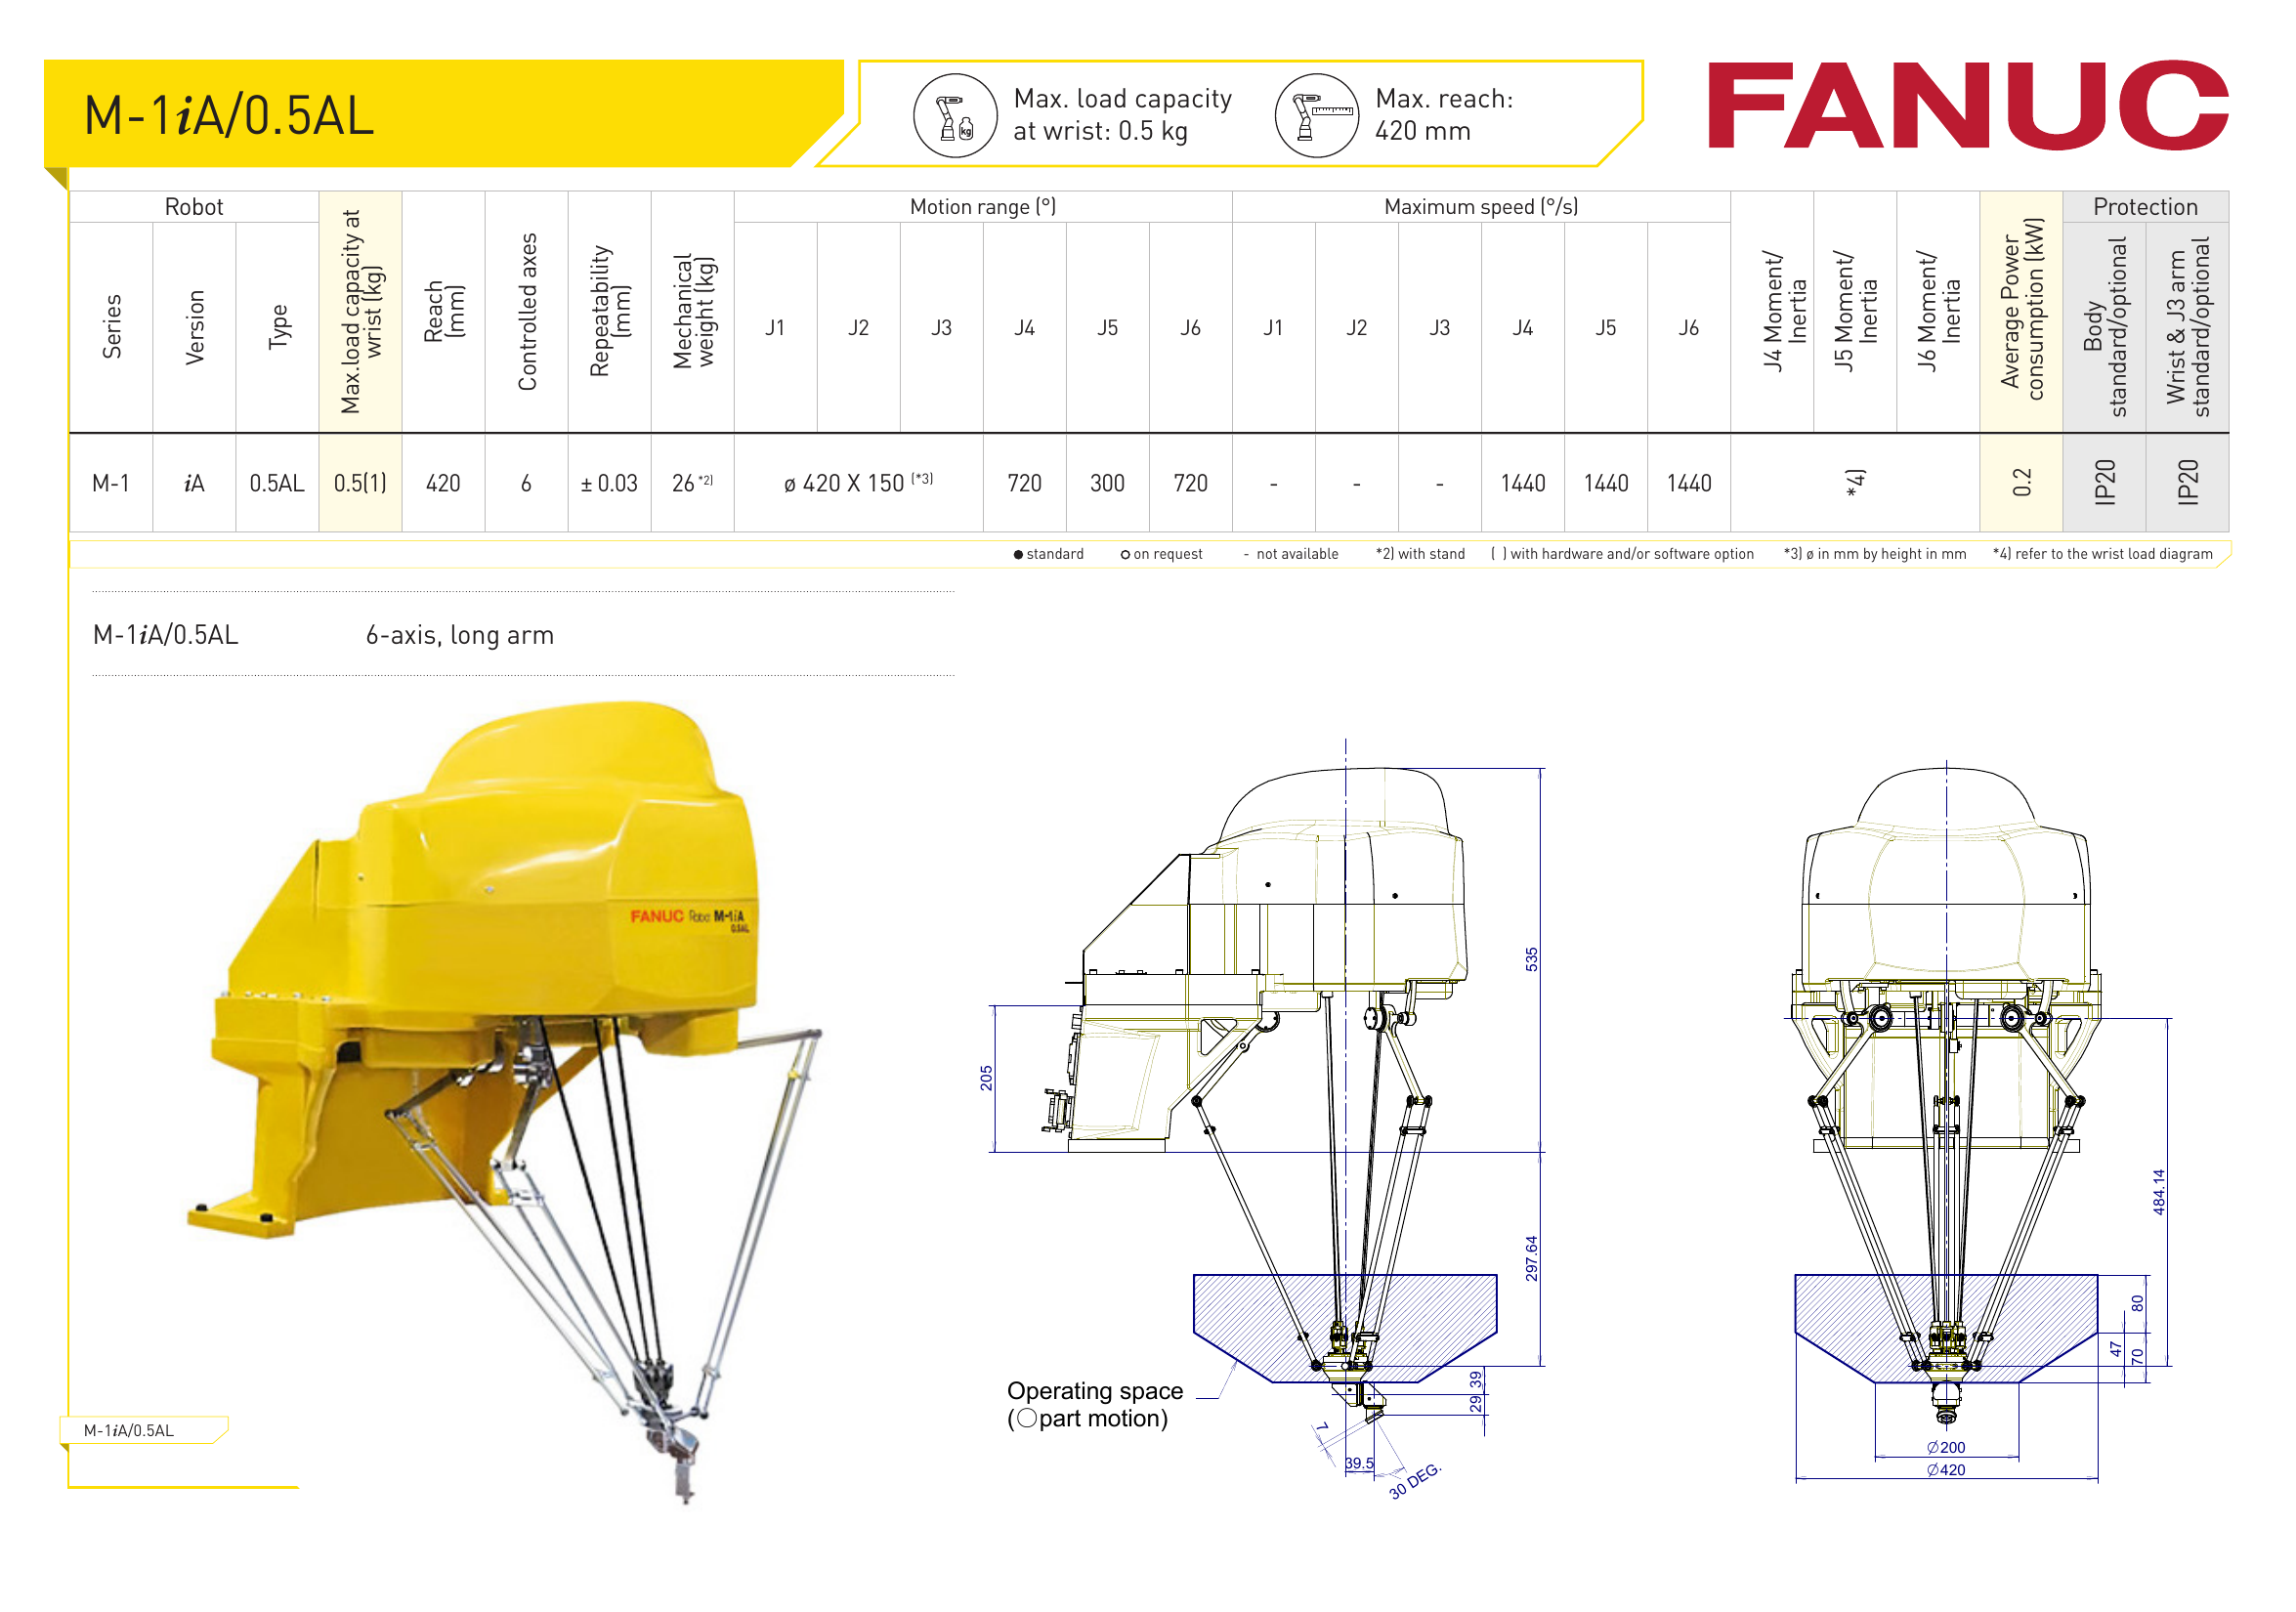 M-1iA/0.5AL
Max. load capacity
at wrist: 0.5 kg
Max. reach:
420 mm
FANUC
kg
Robot
Motion range (°)
Maximum speed (°/s)
Protection
Series
Version
Type
Max.load capacity at
wrist (kg)
Reach
(mm)
Controlled axes
Repeatability
(mm)
Mechanical
weight (kg)
J1
J2
J3
J4
J5
J6
J1
J2
J3
J4
J5
J6
J4 Moment/
Inertia
J5 Moment/
Inertia
J6 Moment/
Inertia
Average Power
consumption (kW)
Body
standard/optional
Wrist & J3 arm
standard/optional
M-1
iA
0.5AL
0.5(1)
420
6
± 0.03
26 *2)
ø 420 X 150 (*3)
720
300
720
-
-
-
1440
1440
1440
*4)
0.2
IP20
IP20
● standard
○ on request
- not available
*2) with stand
( ) with hardware and/or software option
*3) ø in mm by height in mm
*4) refer to the wrist load diagram
M-1iA/0.5AL
6-axis, long arm
FANUC Robot M-1iA
0.5AL
535
205
297.64
484.14
80
47
70
39
29
7
39.5
30 DEG.
Operating space
(○part motion)
∅200
∅420
M-1iA/0.5AL